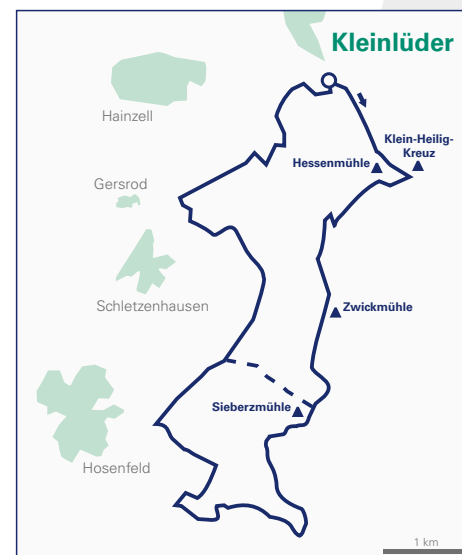 Kleinlüder
Hainzell
Klein-Heilig-
Kreuz
Hessenmühle
Gersrod
Schletzenhausen
Zwickmühle
Sieberzmühle
Hosenfeld
1 km